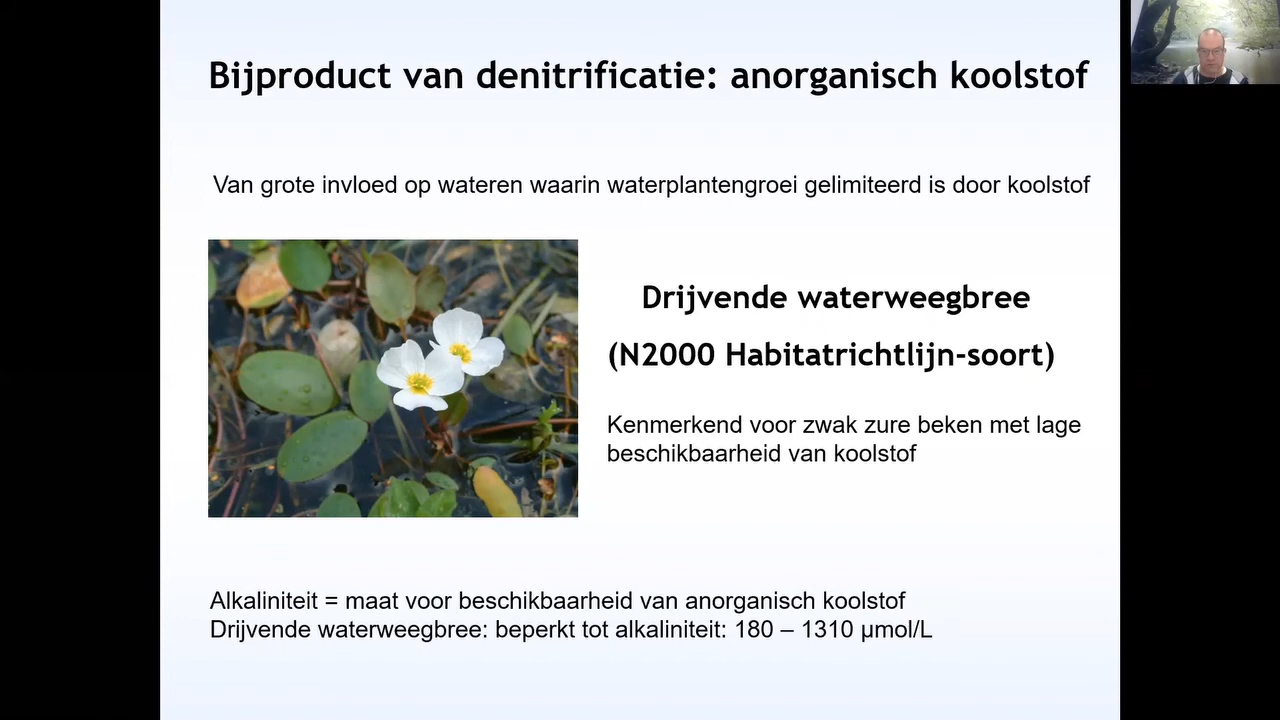 Bijproduct van denitrificatie: anorganisch koolstof
Van grote invloed op wateren waarin waterplantengroei gelimiteerd is door koolstof
Drijvende waterweegbree
(N2000 Habitatrichtlijn-soort)
Kenmerkend voor zwak zure beken met lage
beschikbaarheid van koolstof
Alkaliniteit = maat voor beschikbaarheid van anorganisch koolstof
Drijvende waterweegbree: beperkt tot alkaliniteit: 180 – 1310 µmol/L